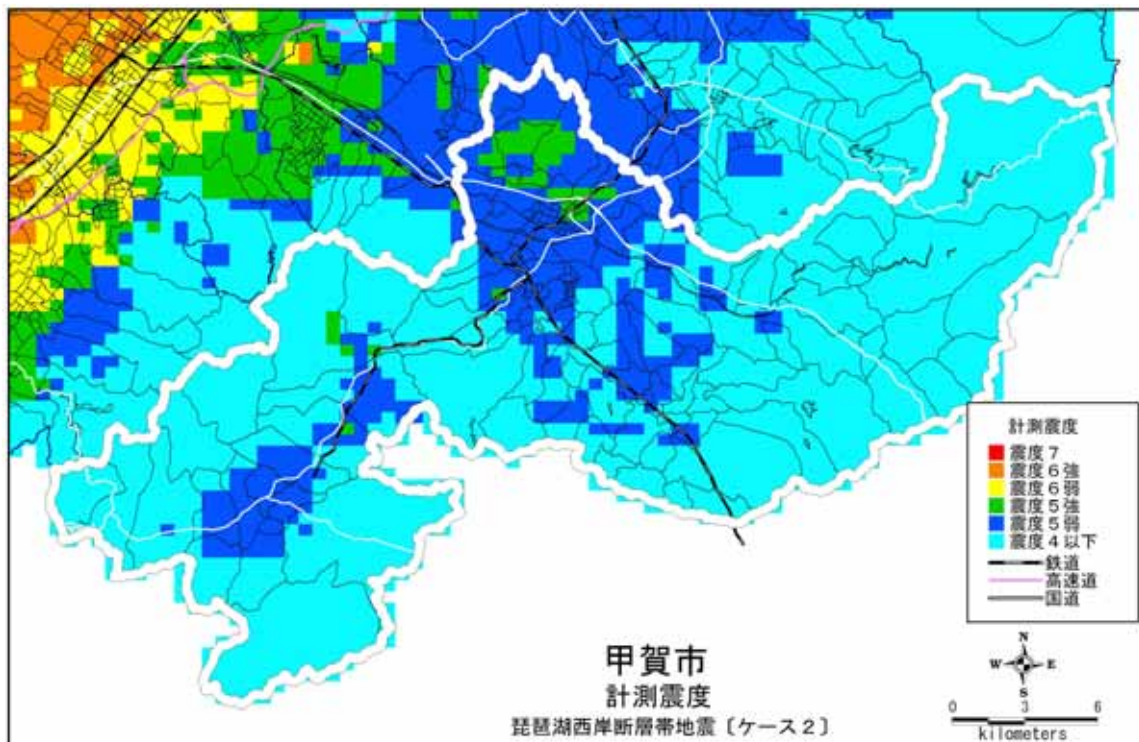 計測震度
震度7
震度6強
震度6弱
震度5強
震度5弱
震度4以下
鉄道
高速道
国道
甲賀市
計測震度
琵琶湖西岸断層帯地震〔ケース2〕
N
W E
S
0 3 6
kilometers